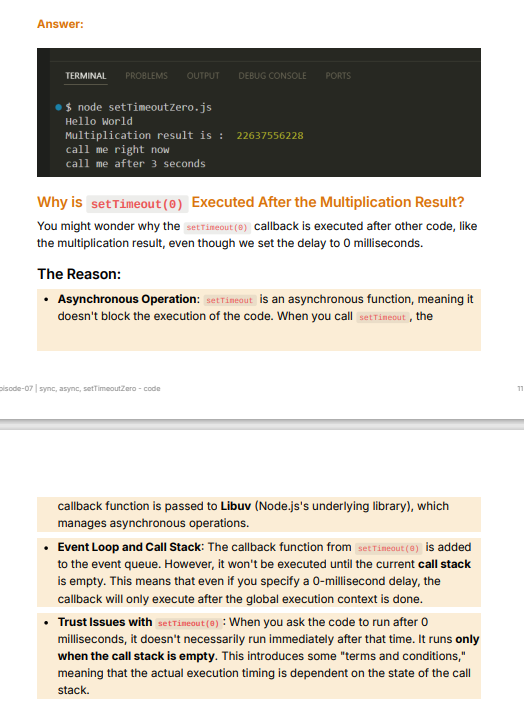 Answer:
TERMINAL PROBLEMS OUTPUT DEBUG CONSOLE PORTS
$ node setTimeoutZero.js
Hello World
Multiplication result is : 22637556228
call me right now
call me after 3 seconds
Why is setTimeout(0) Executed After the Multiplication Result?
You might wonder why the setTimeout(0) callback is executed after other code, like
the multiplication result, even though we set the delay to 0 milliseconds.
The Reason:
• Asynchronous Operation: setTimeout is an asynchronous function, meaning it
doesn't block the execution of the code. When you call setTimeout , the
pisode-07 | sync, async, setTimeoutZero - code 11
callback function is passed to Libuv (Node.js's underlying library), which
manages asynchronous operations.
• Event Loop and Call Stack: The callback function from setTimeout(0) is added
to the event queue. However, it won't be executed until the current call stack
is empty. This means that even if you specify a 0-millisecond delay, the
callback will only execute after the global execution context is done.
• Trust Issues with setTimeout(0) : When you ask the code to run after 0
milliseconds, it doesn't necessarily run immediately after that time. It runs only
when the call stack is empty. This introduces some "terms and conditions,"
meaning that the actual execution timing is dependent on the state of the call
stack.